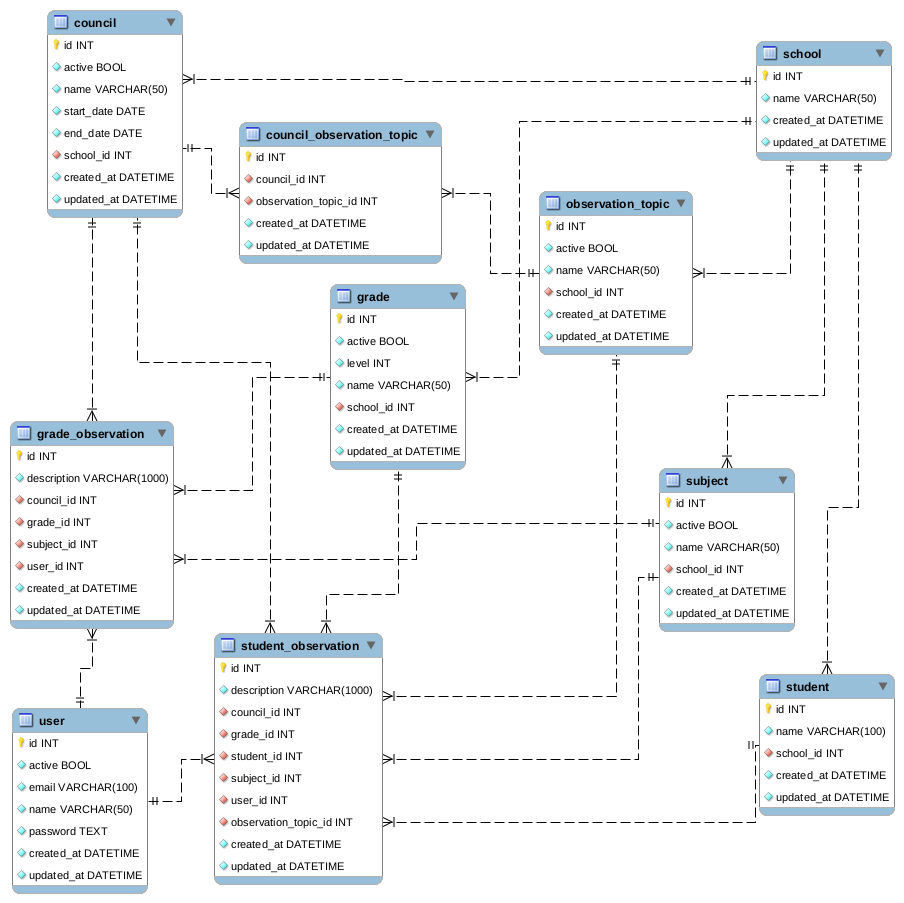 council
id INT
active BOOL
name VARCHAR(50)
start_date DATE
end_date DATE
school_id INT
created_at DATETIME
updated_at DATETIME
school
id INT
name VARCHAR(50)
created_at DATETIME
updated_at DATETIME
council_observation_topic
id INT
council_id INT
observation_topic_id INT
created_at DATETIME
updated_at DATETIME
observation_topic
id INT
active BOOL
name VARCHAR(50)
school_id INT
created_at DATETIME
updated_at DATETIME
grade
id INT
active BOOL
level INT
name VARCHAR(50)
school_id INT
created_at DATETIME
updated_at DATETIME
grade_observation
id INT
description VARCHAR(1000)
council_id INT
grade_id INT
subject_id INT
user_id INT
created_at DATETIME
updated_at DATETIME
subject
id INT
active BOOL
name VARCHAR(50)
school_id INT
created_at DATETIME
updated_at DATETIME
student_observation
id INT
description VARCHAR(1000)
council_id INT
grade_id INT
student_id INT
subject_id INT
user_id INT
observation_topic_id INT
created_at DATETIME
updated_at DATETIME
student
id INT
name VARCHAR(100)
school_id INT
created_at DATETIME
updated_at DATETIME
user
id INT
active BOOL
email VARCHAR(100)
name VARCHAR(50)
password TEXT
created_at DATETIME
updated_at DATETIME